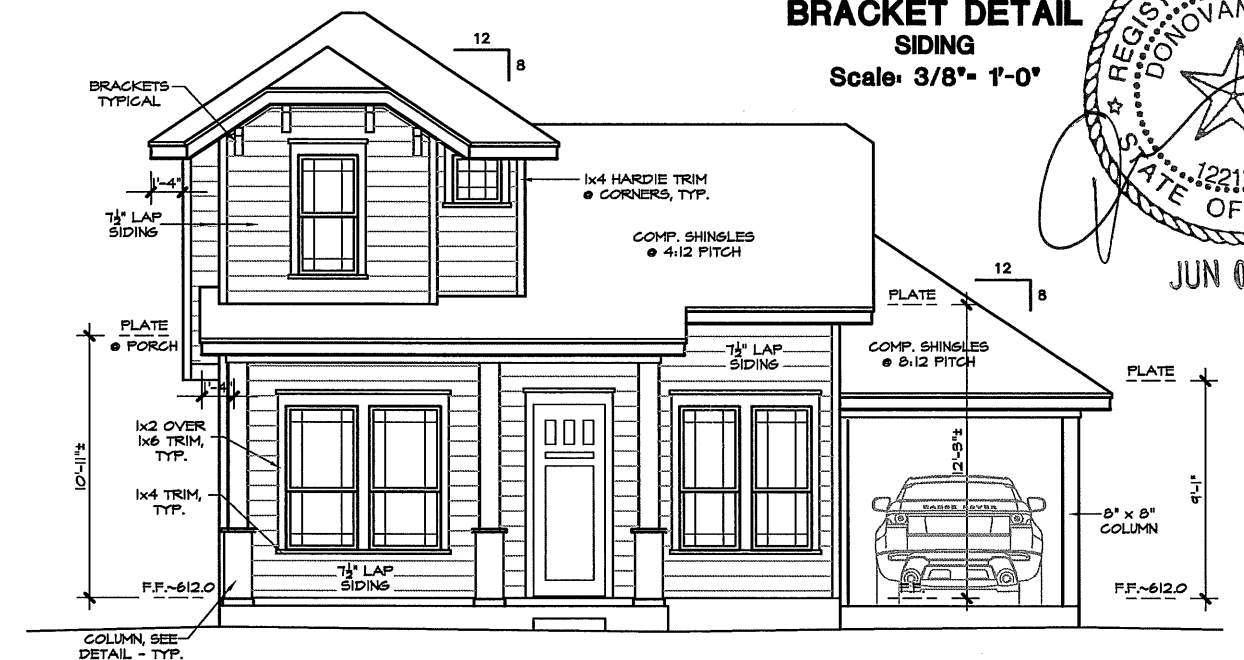 BRACKET DETAIL
SIDING
Scale: 3/8"= 1'-0"
12
8
BRACKETS
TYPICAL
1'-4"
7½" LAP
SIDING
1x4 HARDIE TRIM
@ CORNERS, TYP.
COMP. SHINGLES
@ 4:12 PITCH
STATE OF
JUN 0
12
8
PLATE
PLATE
@ PORCH
7½" LAP
SIDING
COMP. SHINGLES
@ 8:12 PITCH
PLATE
1'-4"
1x2 OVER
1x6 TRIM,
TYP.
10'-11"±
12'-8"±
9'-1"
1x4 TRIM,
TYP.
RANGE ROVER
8" x 8"
COLUMN
7½" LAP
SIDING
F.F.~612.0
F.F.~612.0
COLUMN, SEE
DETAIL - TYP.